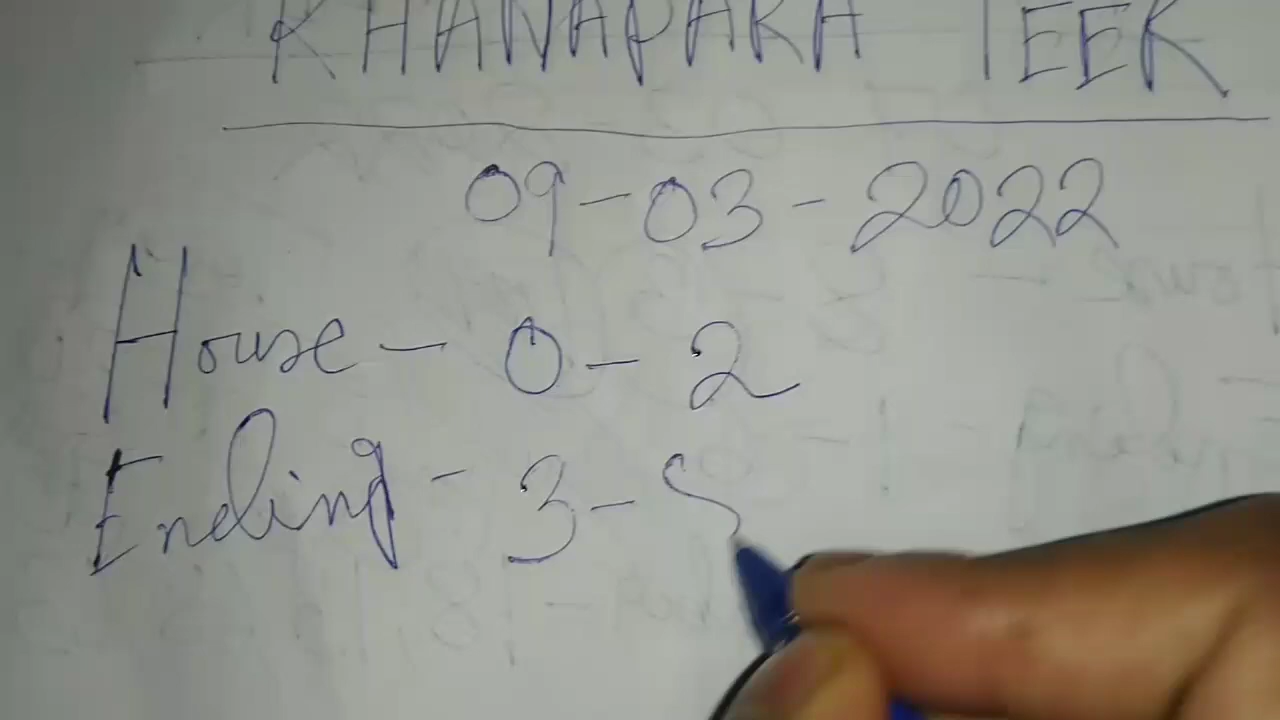 KHANAPARA TEER
09-03-2022
House - 0 - 2
Ending - 3 -